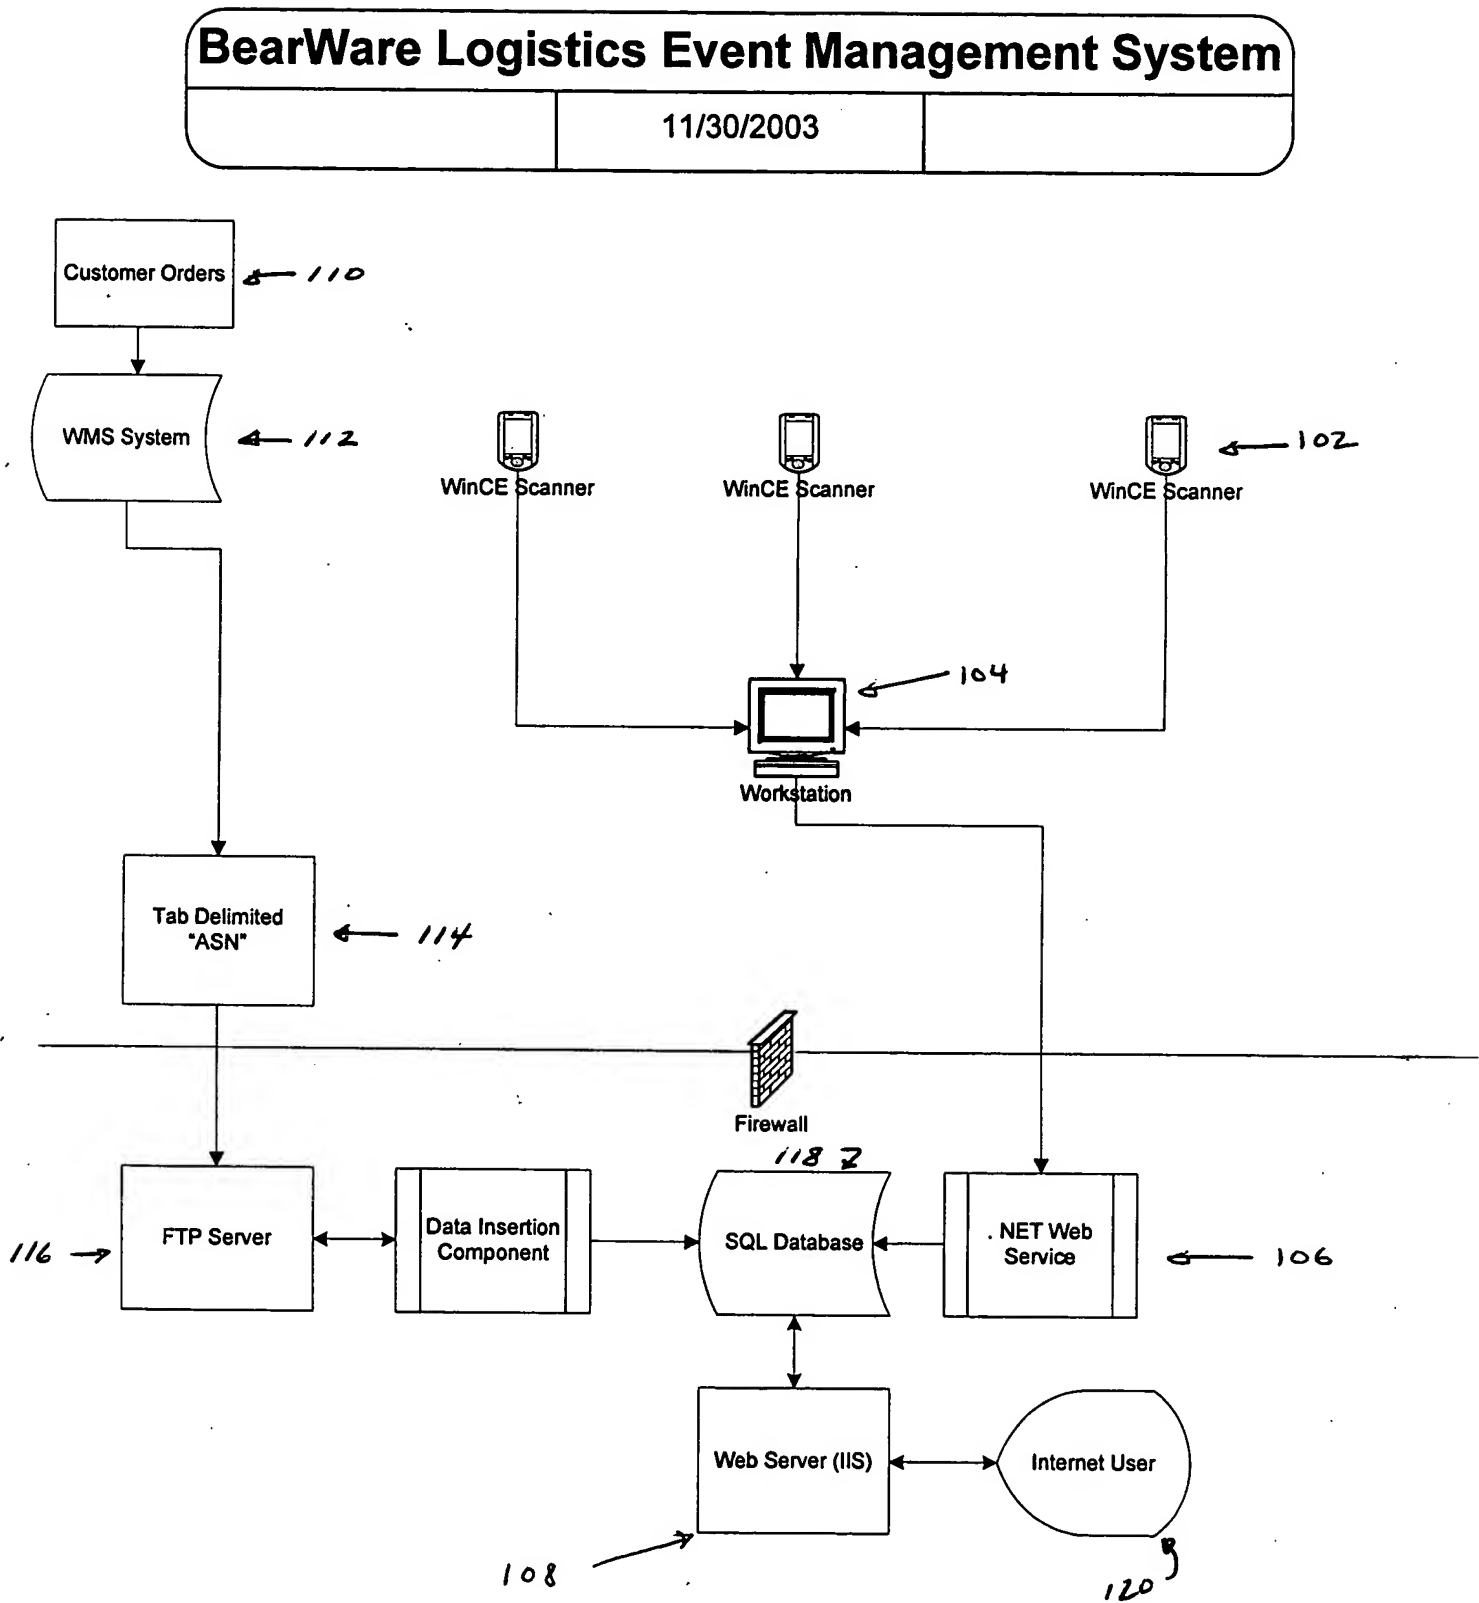 BearWare Logistics Event Management System
11/30/2003
Customer Orders
110
WMS System
112
WinCE Scanner
WinCE Scanner
WinCE Scanner
102
104
Workstation
Tab Delimited
"ASN"
114
Firewall
118
FTP Server
116
Data Insertion
Component
SQL Database
.NET Web
Service
106
Web Server (IIS)
108
Internet User
120